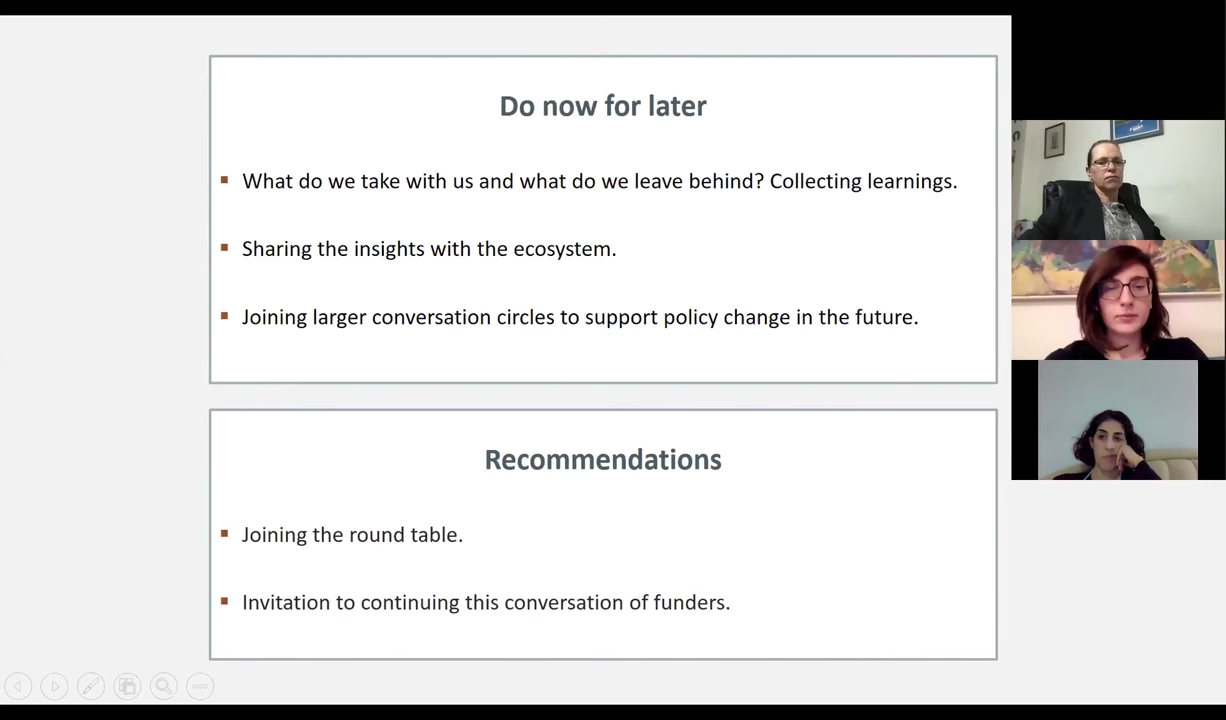 Do now for later
What do we take with us and what do we leave behind? Collecting learnings.
Sharing the insights with the ecosystem.
Joining larger conversation circles to support policy change in the future.
Recommendations
Joining the round table.
Invitation to continuing this conversation of funders.